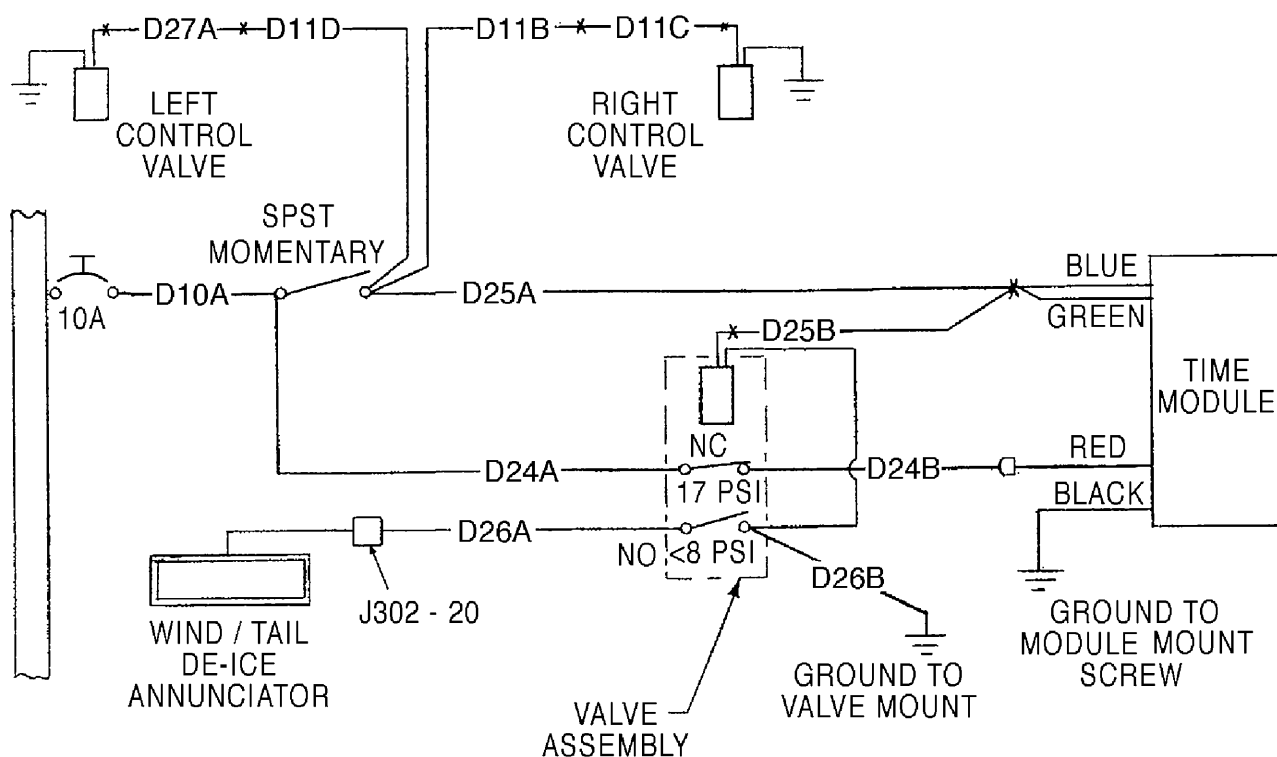 D27A D11D
D11B D11C
LEFT
CONTROL
VALVE
RIGHT
CONTROL
VALVE
SPST
MOMENTARY
10A
D10A
D25A
BLUE
GREEN
D25B
TIME
MODULE
NC
D24A
17 PSI
D24B
RED
BLACK
D26A
NO <8 PSI
D26B
J302 - 20
WIND / TAIL
DE-ICE
ANNUNCIATOR
VALVE
ASSEMBLY
GROUND TO
VALVE MOUNT
GROUND TO
MODULE MOUNT
SCREW